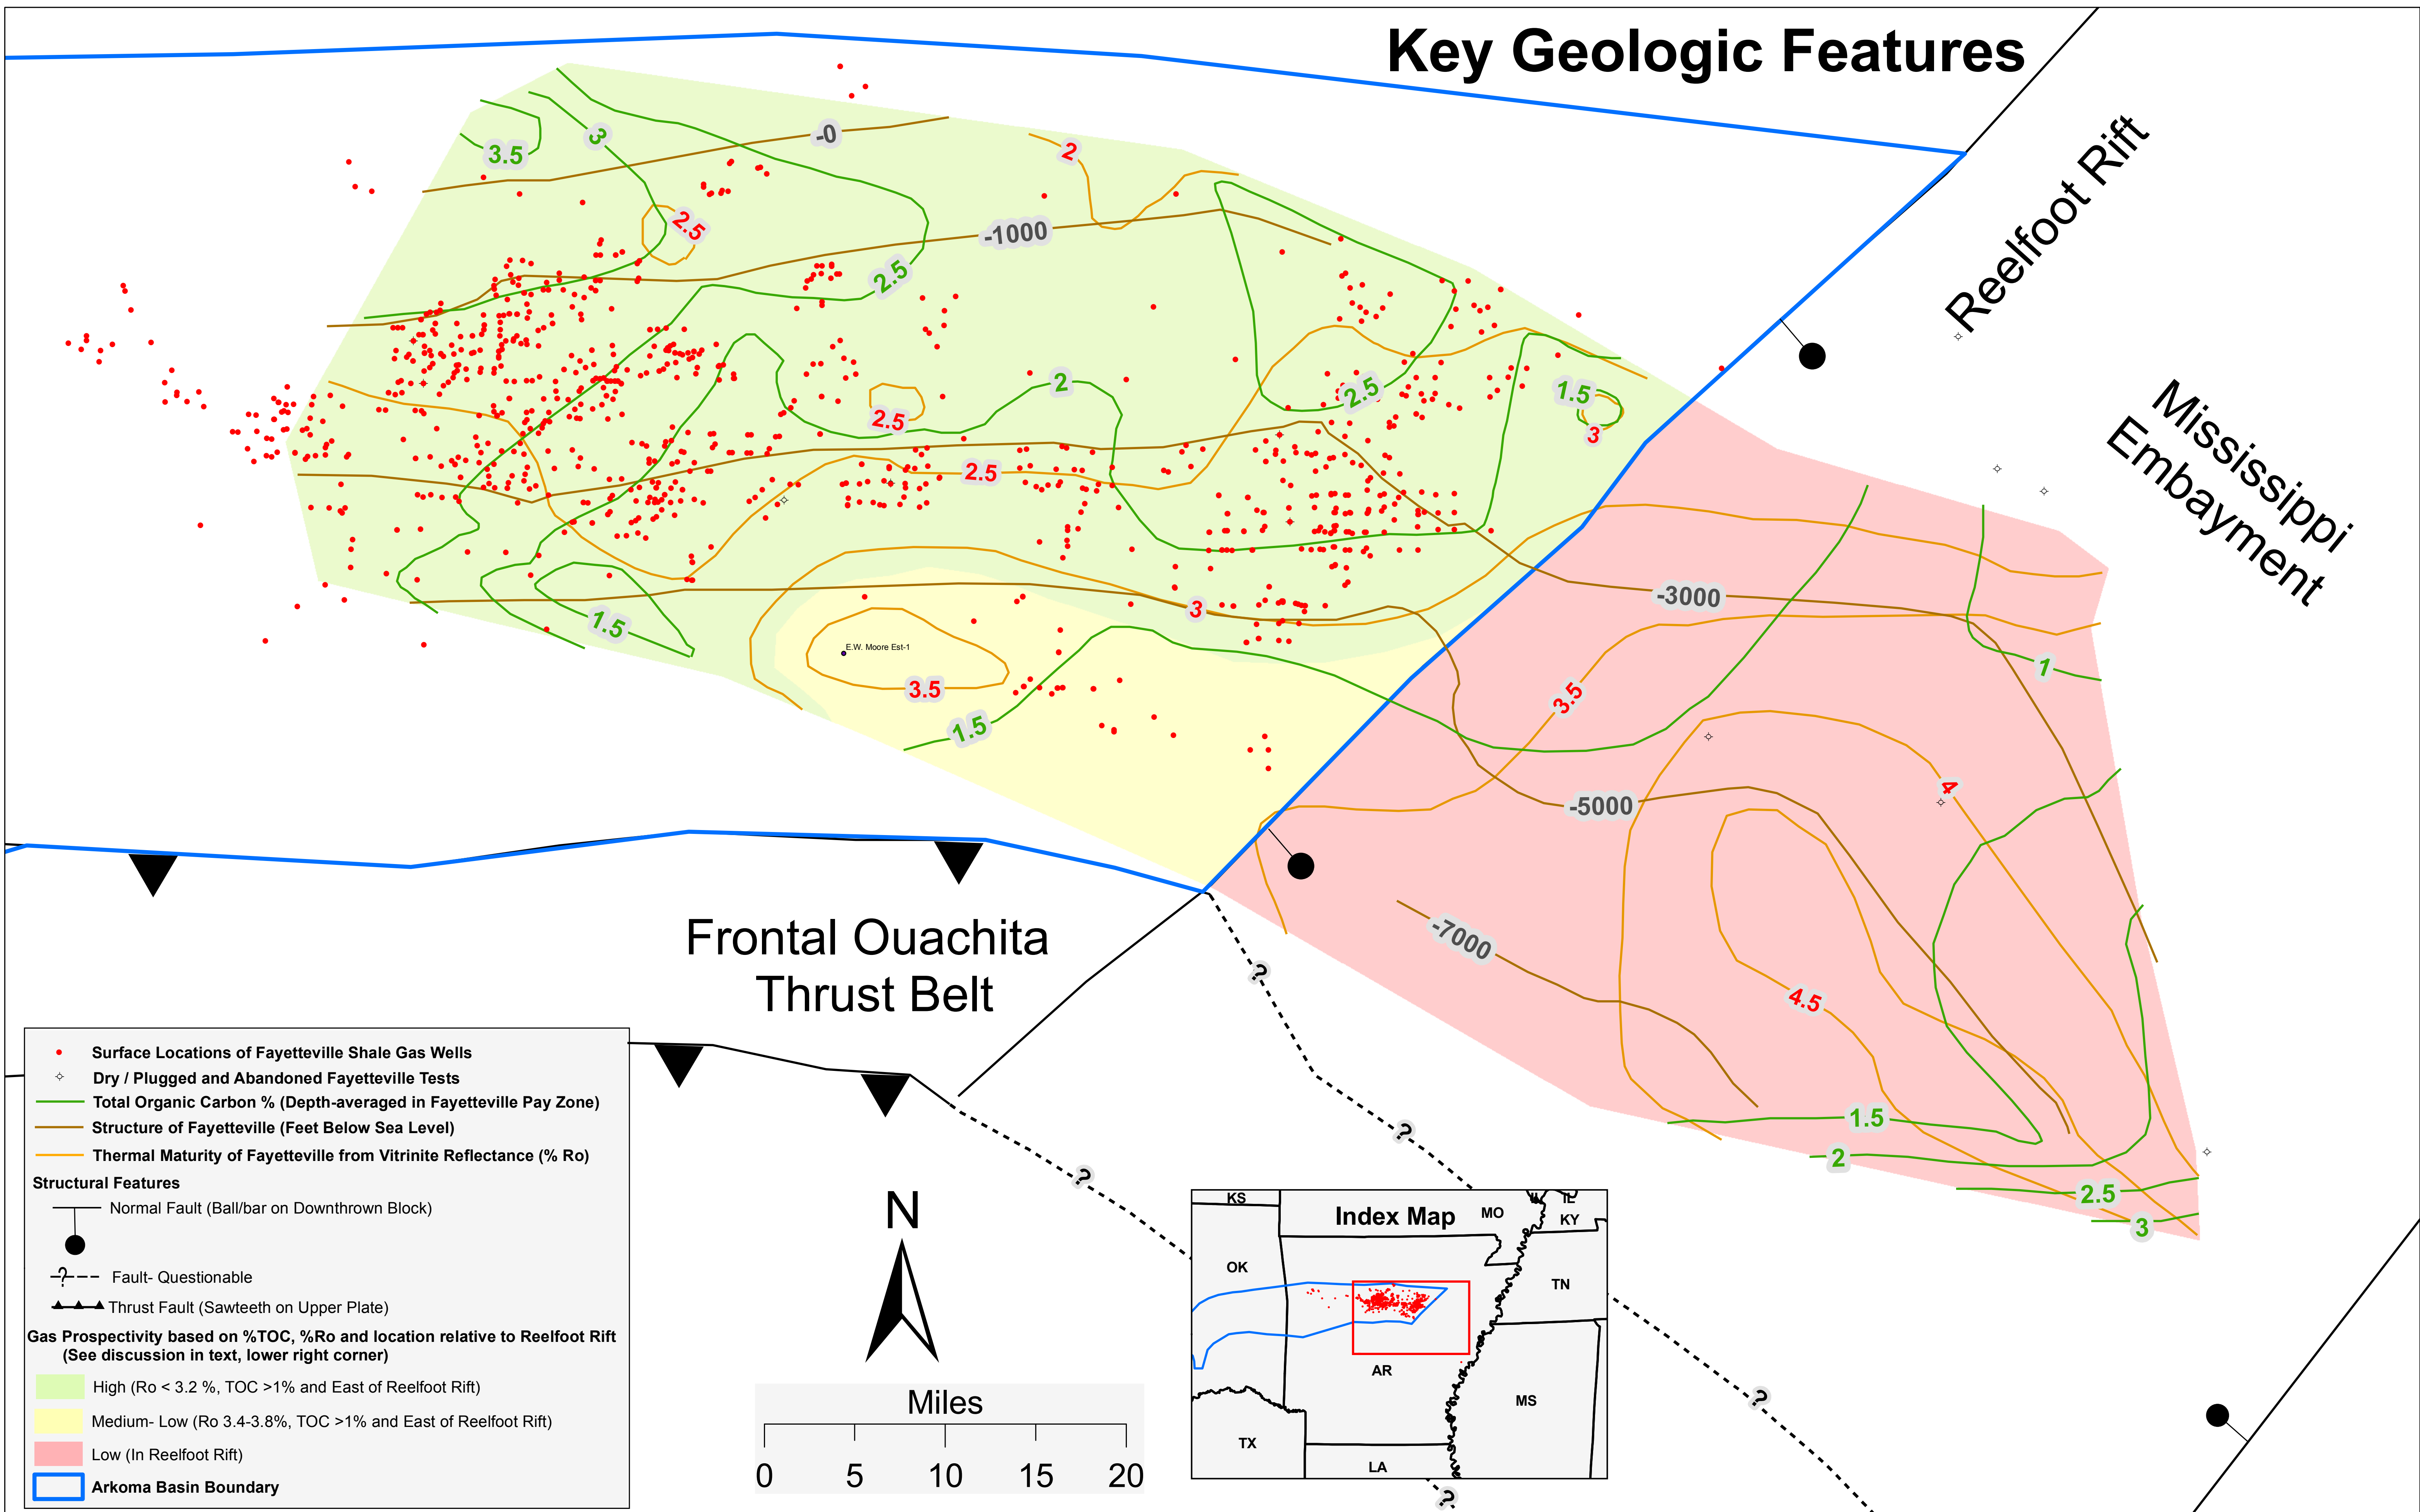 Key Geologic Features
Reelfoot Rift
Mississippi
Embayment
3.5
3
-0
2
2.5
-1000
2.5
2
2.5
2.5
1.5
3
2.5
-3000
3
1.5
1
E.W. Moore Est-1
3.5
3.5
1.5
4
-5000
-7000
4.5
1.5
2
2.5
3
Frontal Ouachita
Thrust Belt
?
?
?
?
?
Surface Locations of Fayetteville Shale Gas Wells
Dry / Plugged and Abandoned Fayetteville Tests
Total Organic Carbon % (Depth-averaged in Fayetteville Pay Zone)
Structure of Fayetteville (Feet Below Sea Level)
Thermal Maturity of Fayetteville from Vitrinite Reflectance (% Ro)
Structural Features
Normal Fault (Ball/bar on Downthrown Block)
? Fault- Questionable
Thrust Fault (Sawteeth on Upper Plate)
Gas Prospectivity based on %TOC, %Ro and location relative to Reelfoot Rift
(See discussion in text, lower right corner)
High (Ro < 3.2 %, TOC >1% and East of Reelfoot Rift)
Medium- Low (Ro 3.4-3.8%, TOC >1% and East of Reelfoot Rift)
Low (In Reelfoot Rift)
Arkoma Basin Boundary
N
Miles
0 5 10 15 20
Index Map
KS
MO
IL
KY
OK
TN
AR
MS
TX
LA